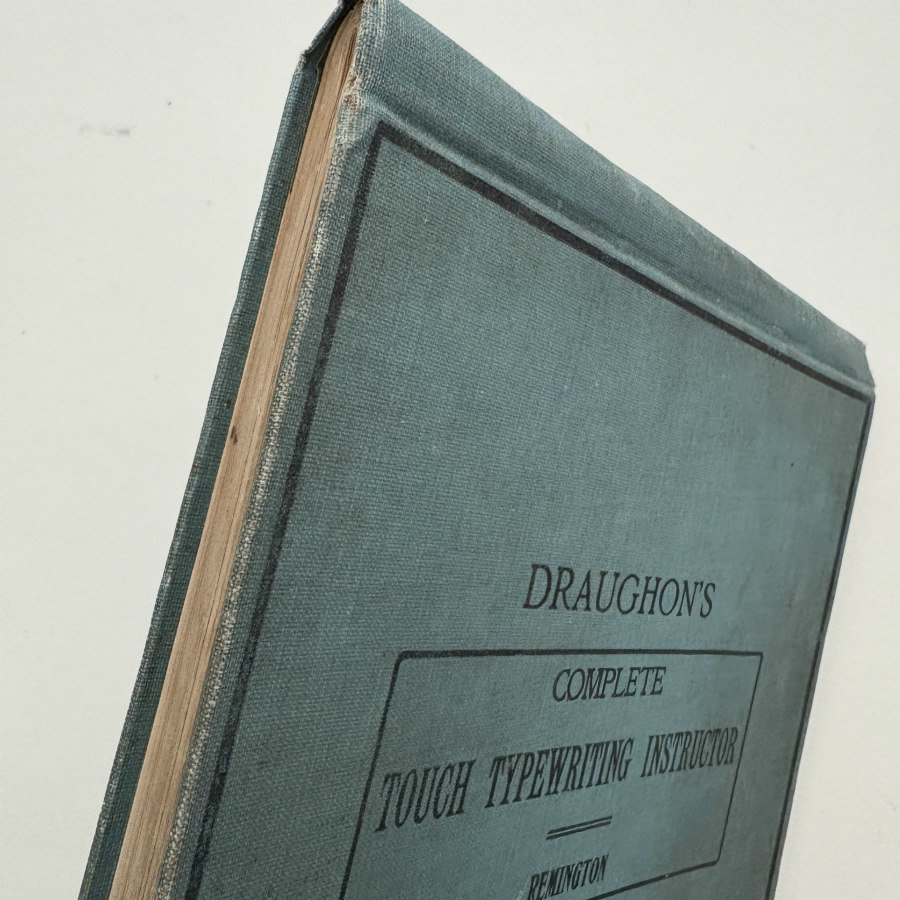 DRAUGHON'S
COMPLETE
TOUCH TYPEWRITING INSTRUCTOR
REMINGTON